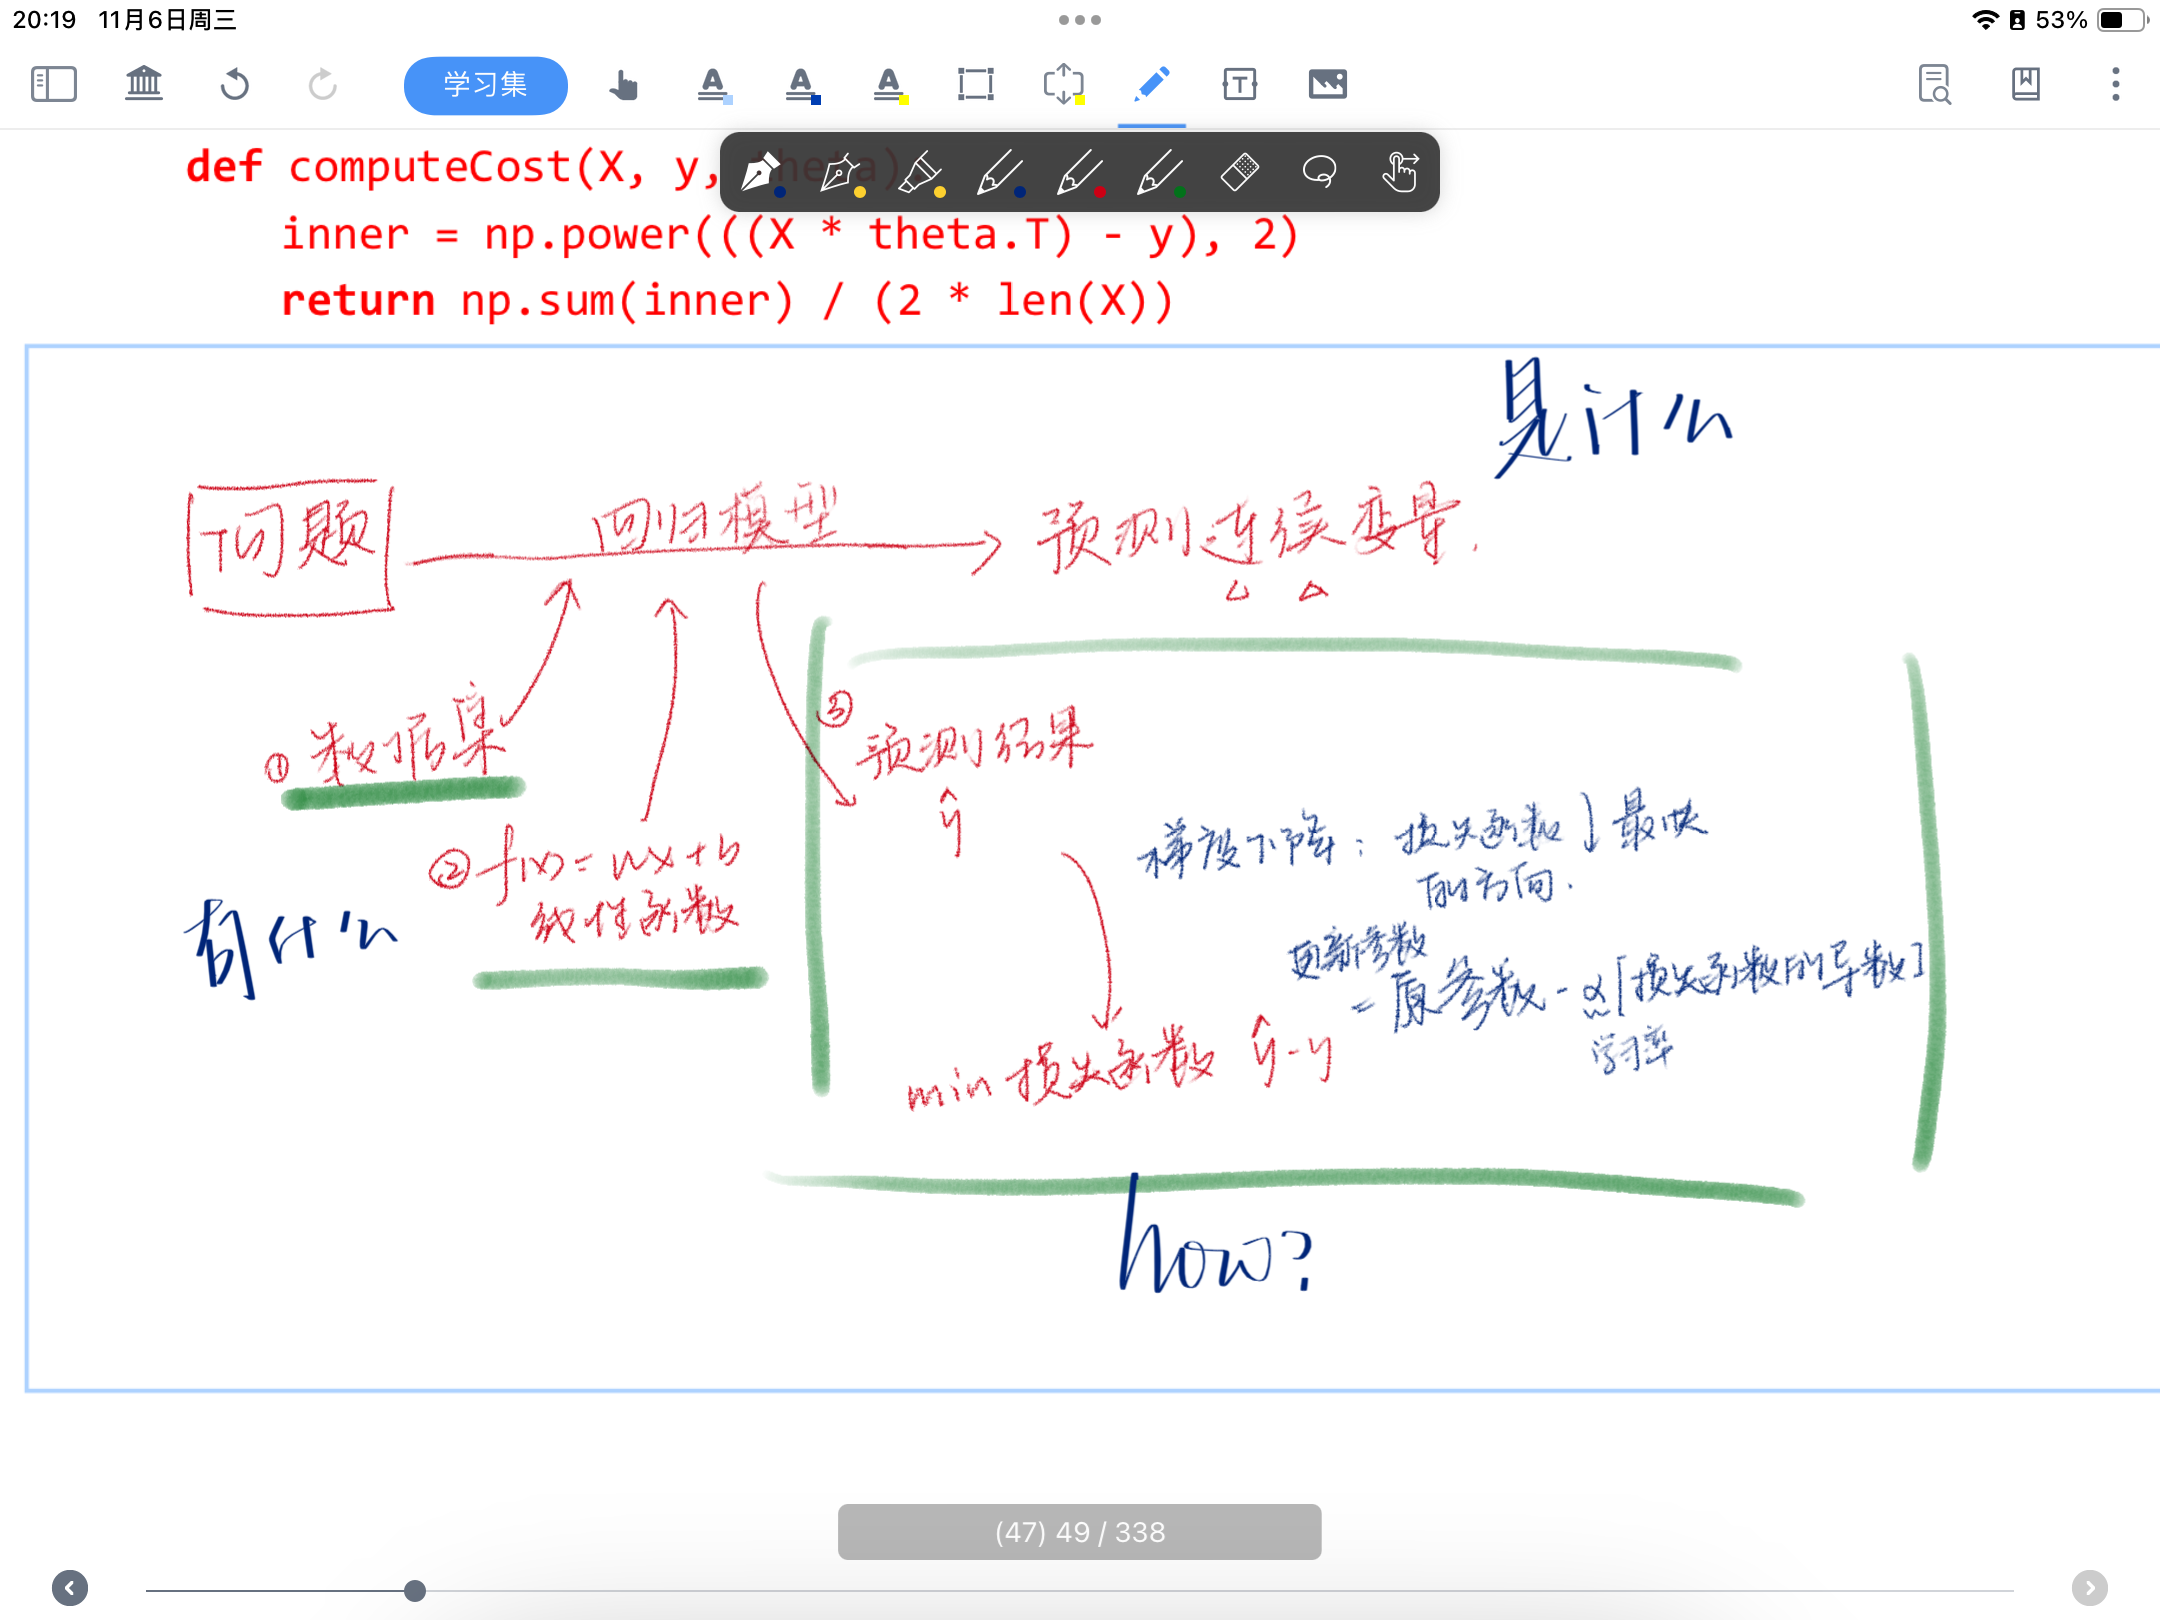 20:19 11月6日周三
53%
学习集
def computeCost(X, y, theta):
inner = np.power(((X * theta.T) - y), 2)
return np.sum(inner) / (2 * len(X))
是什么
问题
回归模型
预测连续变量.
① 数据集
② f(x) = wx + b
线性函数
有什么
③
预测结果
ŷ
梯度下降: 损失函数↓最快
的方向.
更新参数
= 原参数 - α [损失函数的导数]
学习率
min 损失函数 ŷ - y
how?
(47) 49 / 338